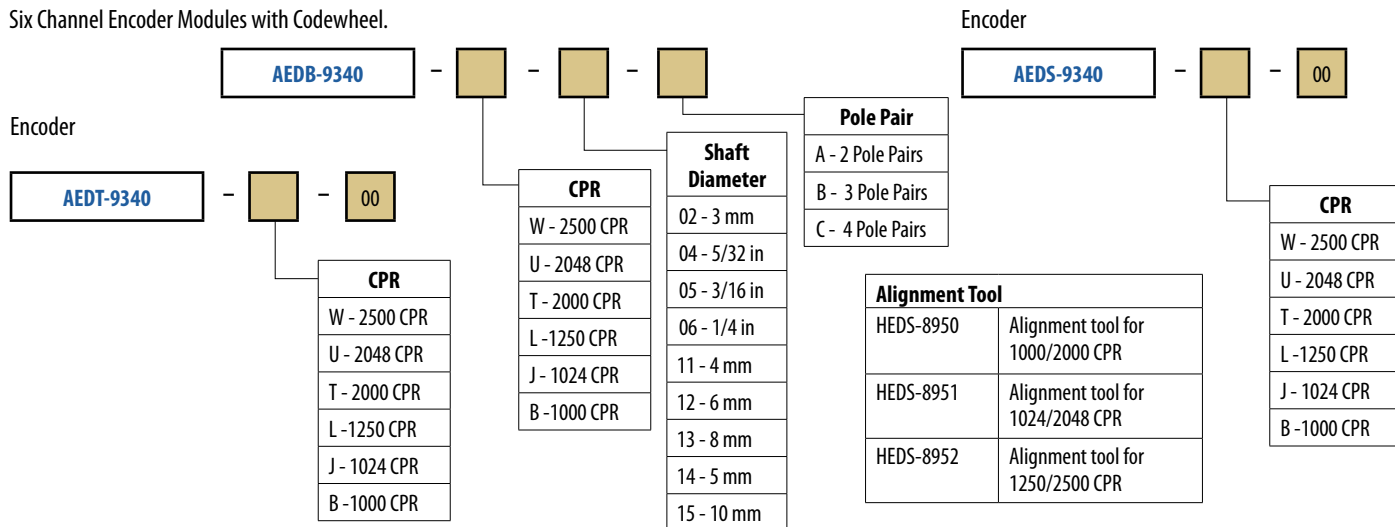 Six Channel Encoder Modules with Codewheel.
AEDB-9340 – – –
Pole Pair
A - 2 Pole Pairs
B - 3 Pole Pairs
C - 4 Pole Pairs
Shaft
Diameter
02 - 3 mm
04 - 5/32 in
05 - 3/16 in
06 - 1/4 in
11 - 4 mm
12 - 6 mm
13 - 8 mm
14 - 5 mm
15 - 10 mm
CPR
W - 2500 CPR
U - 2048 CPR
T - 2000 CPR
L -1250 CPR
J - 1024 CPR
B -1000 CPR
Encoder
AEDT-9340 – – 00
CPR
W - 2500 CPR
U - 2048 CPR
T - 2000 CPR
L -1250 CPR
J - 1024 CPR
B -1000 CPR
Encoder
AEDS-9340 – – 00
CPR
W - 2500 CPR
U - 2048 CPR
T - 2000 CPR
L -1250 CPR
J - 1024 CPR
B -1000 CPR
Alignment Tool
HEDS-8950 Alignment tool for
1000/2000 CPR
HEDS-8951 Alignment tool for
1024/2048 CPR
HEDS-8952 Alignment tool for
1250/2500 CPR